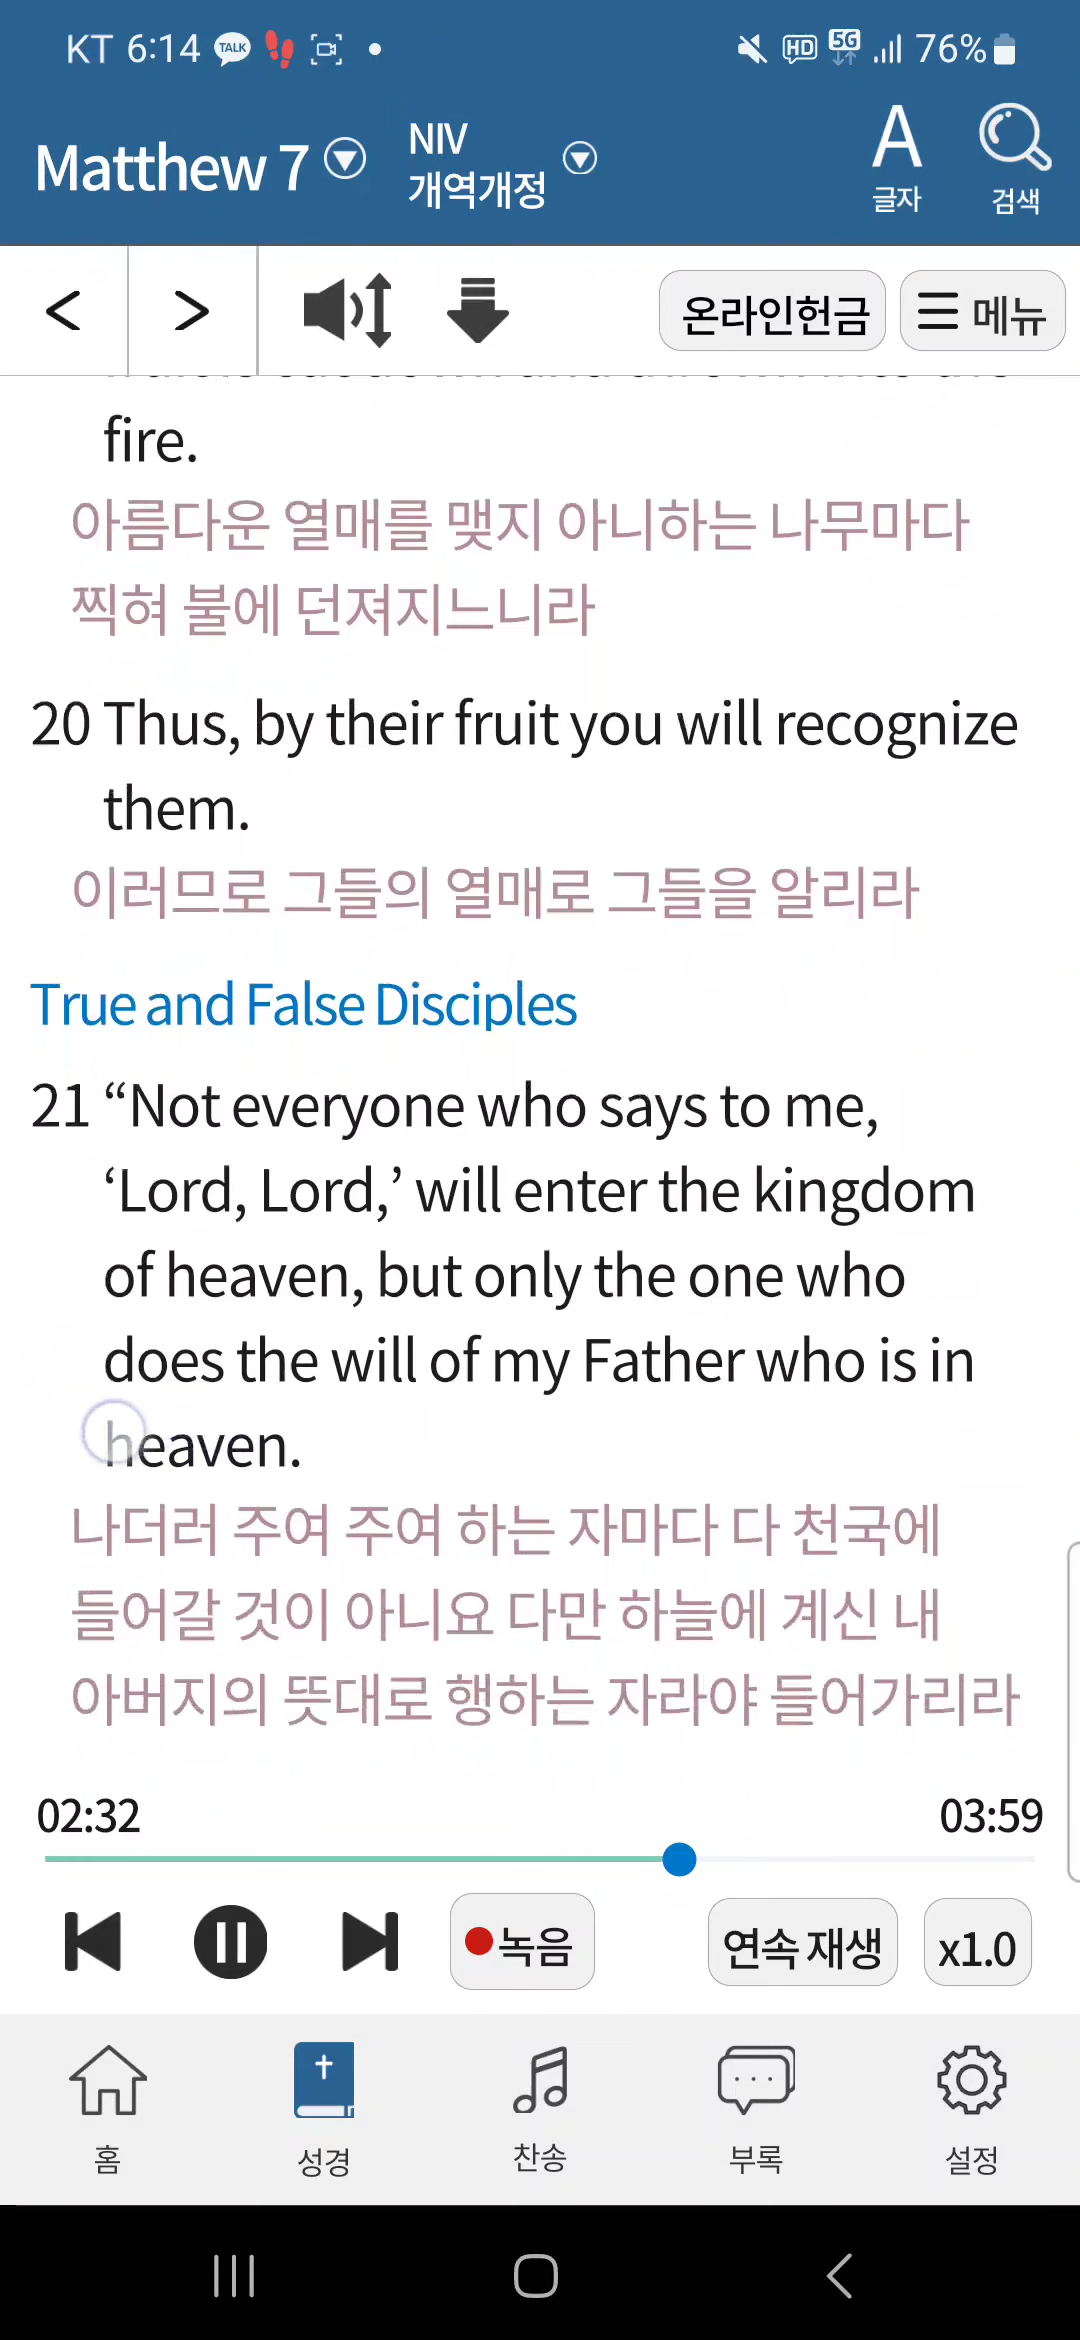 KT 6:14 TALK HD 5G 76%
Matthew 7
NIV
개역개정
A
글자
검색
온라인헌금
메뉴
fire.
아름다운 열매를 맺지 아니하는 나무마다
찍혀 불에 던져지느니라
20 Thus, by their fruit you will recognize
them.
이러므로 그들의 열매로 그들을 알리라
True and False Disciples
21 “Not everyone who says to me,
‘Lord, Lord,’ will enter the kingdom
of heaven, but only the one who
does the will of my Father who is in
heaven.
나더러 주여 주여 하는 자마다 다 천국에
들어갈 것이 아니요 다만 하늘에 계신 내
아버지의 뜻대로 행하는 자라야 들어가리라
02:32 03:59
녹음 연속 재생 x1.0
홈 성경 찬송 부록 설정